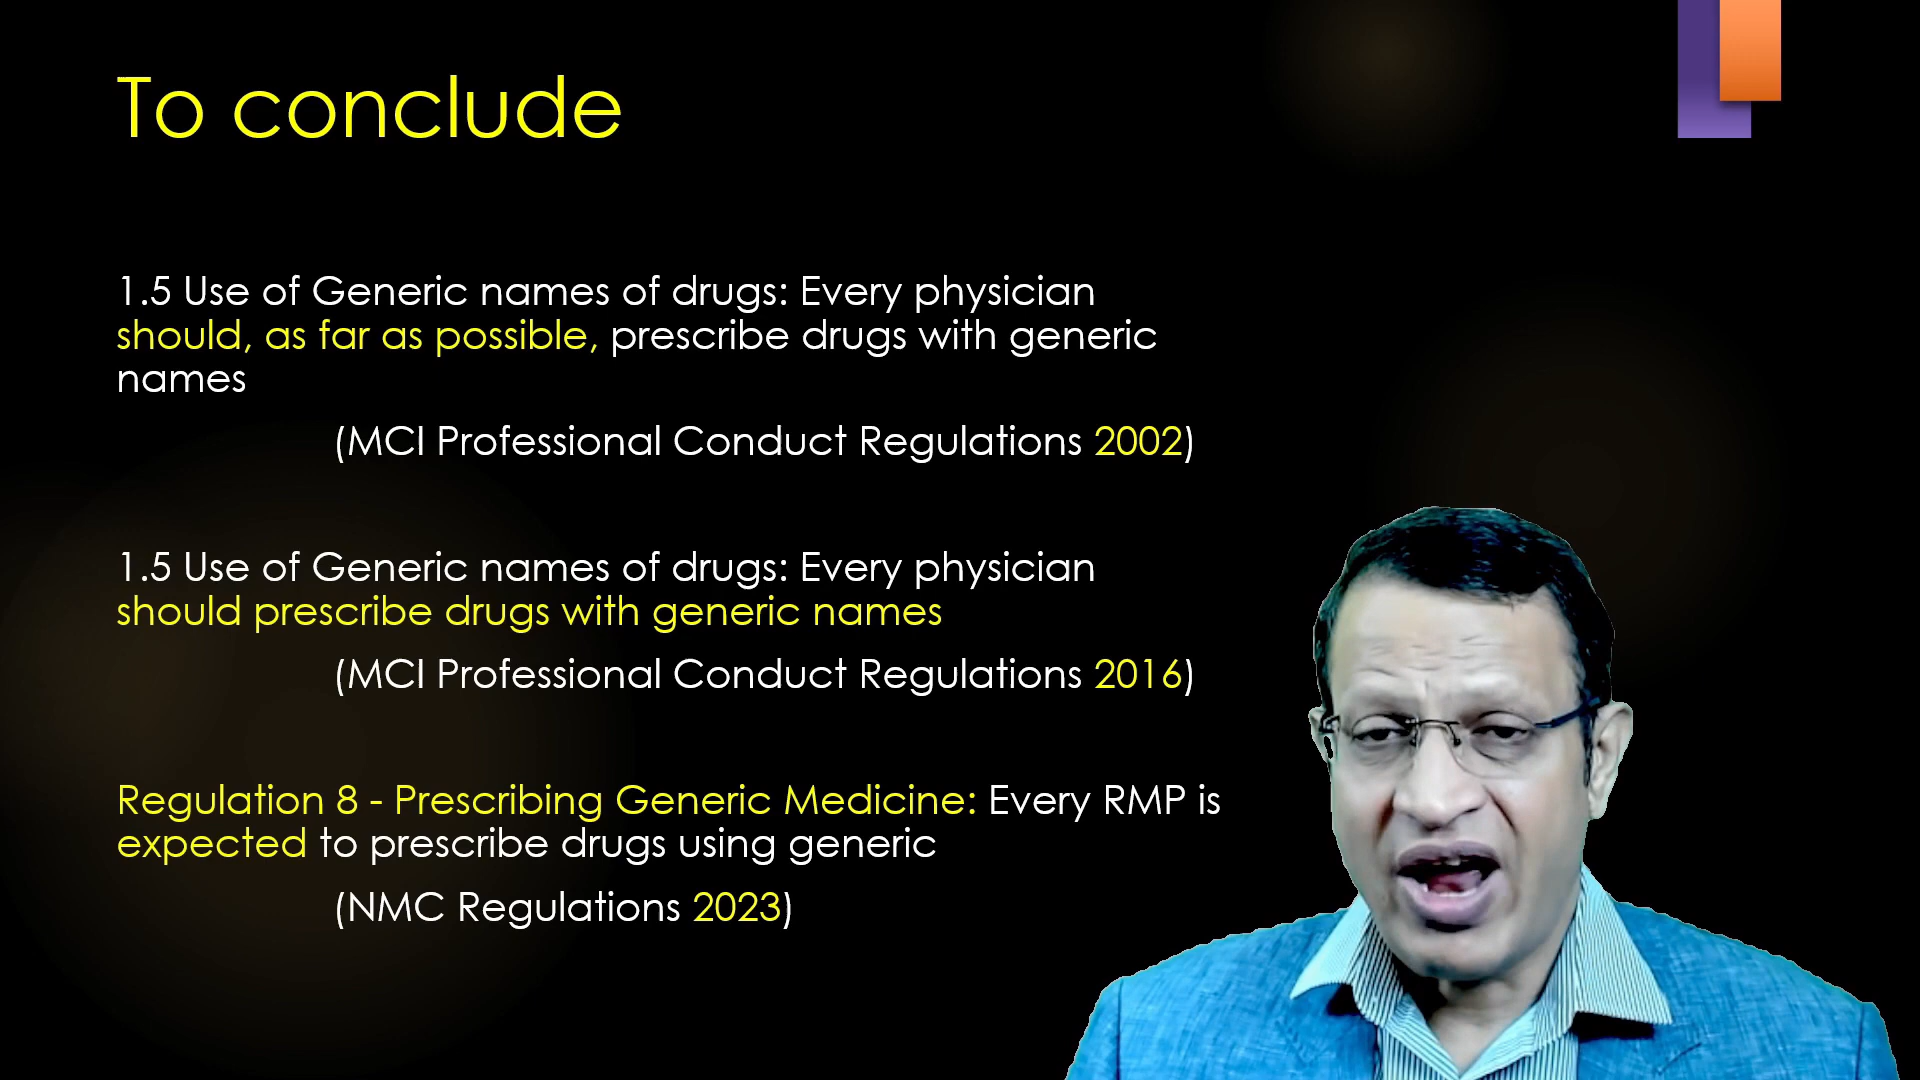 To conclude
1.5 Use of Generic names of drugs: Every physician
should, as far as possible, prescribe drugs with generic
names
(MCI Professional Conduct Regulations 2002)
1.5 Use of Generic names of drugs: Every physician
should prescribe drugs with generic names
(MCI Professional Conduct Regulations 2016)
Regulation 8 - Prescribing Generic Medicine: Every RMP is
expected to prescribe drugs using generic
(NMC Regulations 2023)